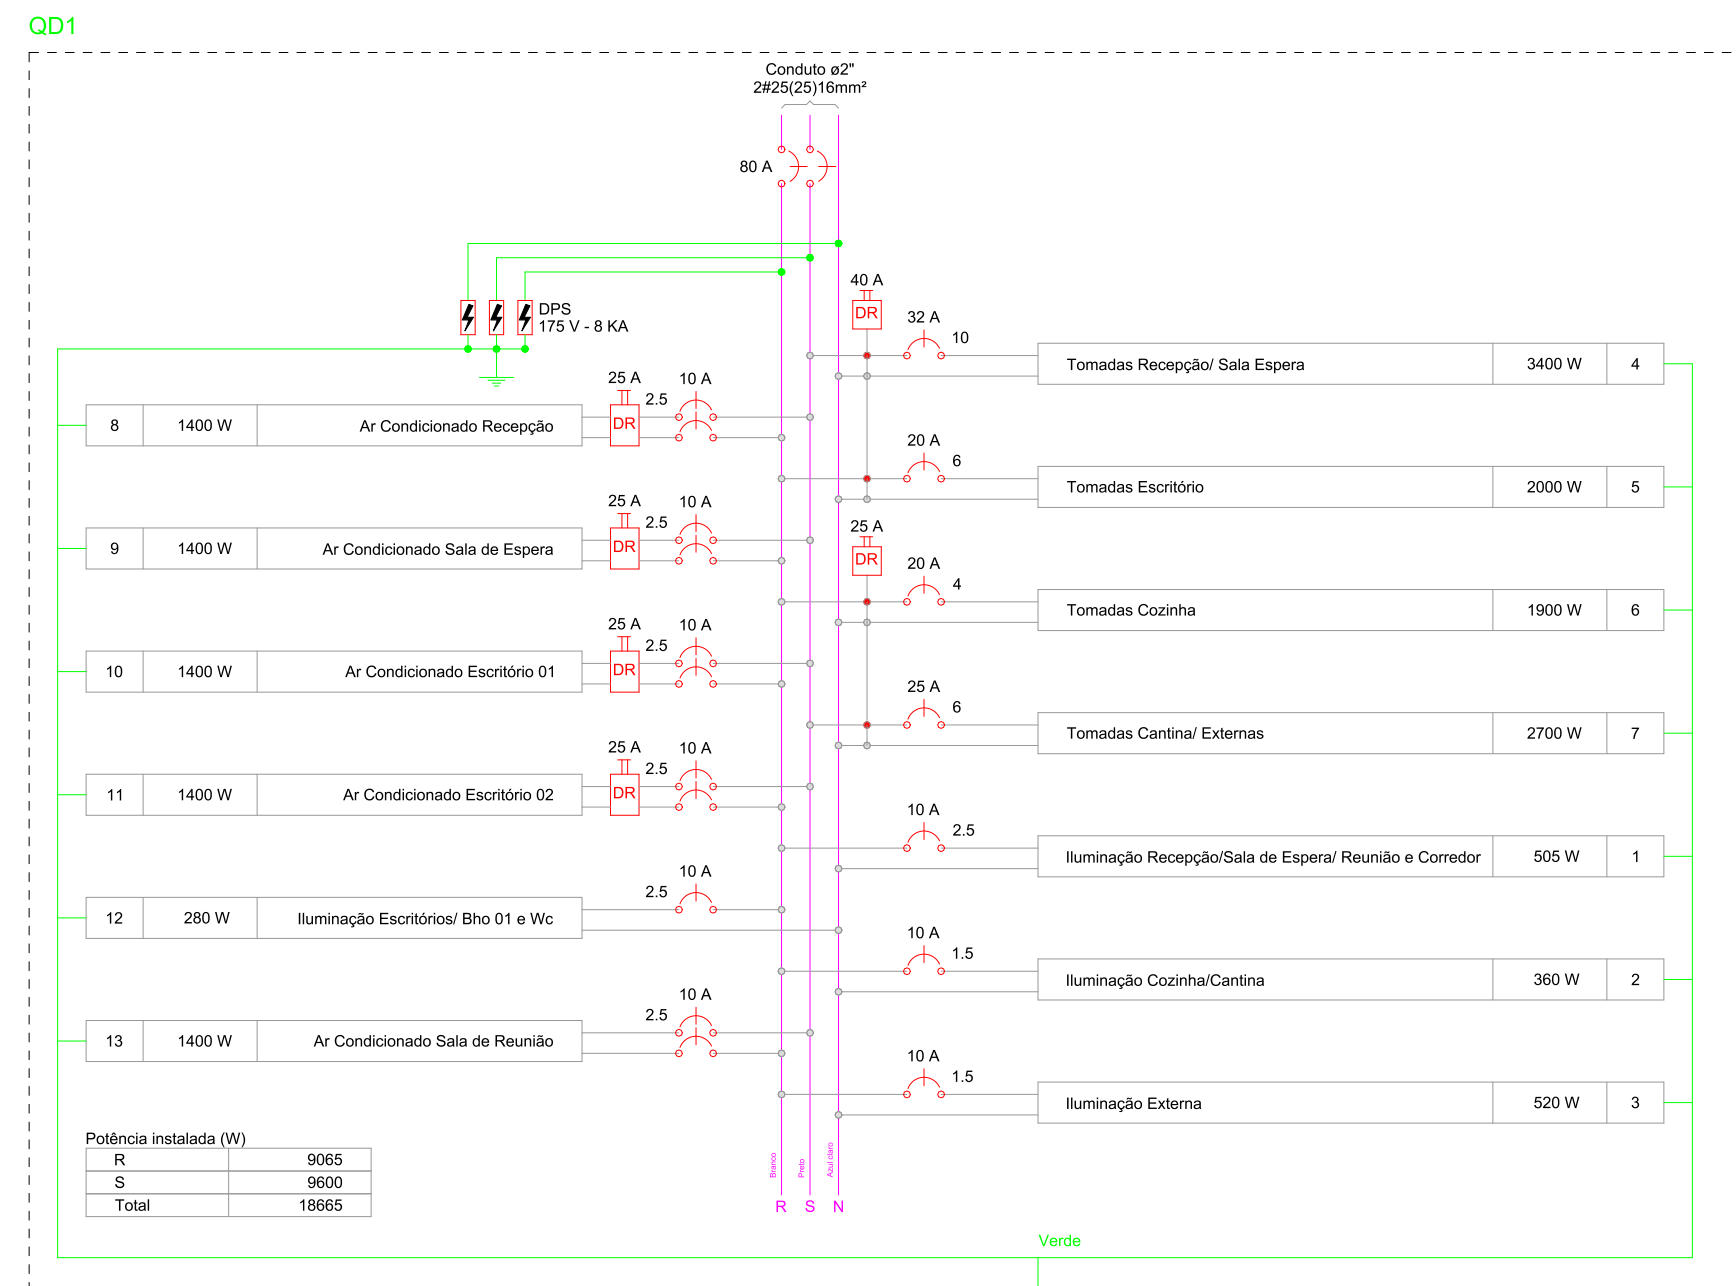 QD1
Conduto ø2"
2#25(25)16mm²
80 A
DPS
175 V - 8 KA
40 A
DR
32 A
10
Tomadas Recepção/ Sala Espera 3400 W 4
20 A
6
Tomadas Escritório 2000 W 5
25 A
DR
20 A
4
Tomadas Cozinha 1900 W 6
25 A
6
Tomadas Cantina/ Externas 2700 W 7
10 A
2.5
Iluminação Recepção/Sala de Espera/ Reunião e Corredor 505 W 1
10 A
1.5
Iluminação Cozinha/Cantina 360 W 2
10 A
1.5
Iluminação Externa 520 W 3
25 A
2.5
10 A
8 1400 W Ar Condicionado Recepção DR
25 A
2.5
10 A
9 1400 W Ar Condicionado Sala de Espera DR
25 A
2.5
10 A
10 1400 W Ar Condicionado Escritório 01 DR
25 A
2.5
10 A
11 1400 W Ar Condicionado Escritório 02 DR
10 A
2.5
12 280 W Iluminação Escritórios/ Bho 01 e Wc
10 A
2.5
13 1400 W Ar Condicionado Sala de Reunião
Potência instalada (W)
R 9065
S 9600
Total 18665
Branco
Preto
Azul claro
R S N
Verde